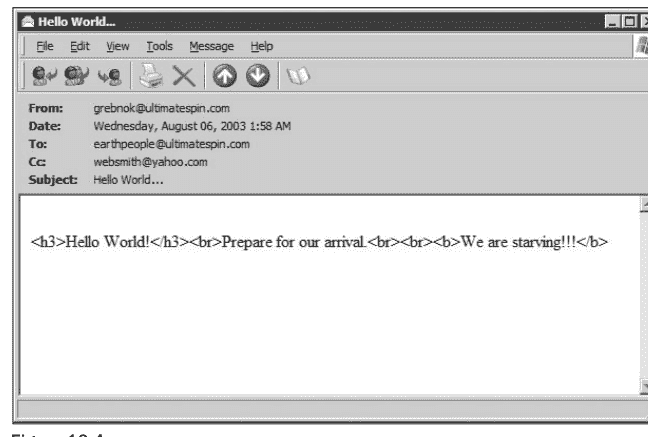 Hello World...
File Edit View Tools Message Help
From: grebnok@ultimatespin.com
Date: Wednesday, August 06, 2003 1:58 AM
To: earthpeople@ultimatespin.com
Cc: websmith@yahoo.com
Subject: Hello World...
<h3>Hello World!</h3><br>Prepare for our arrival.<br><br><b>We are starving!!!</b>